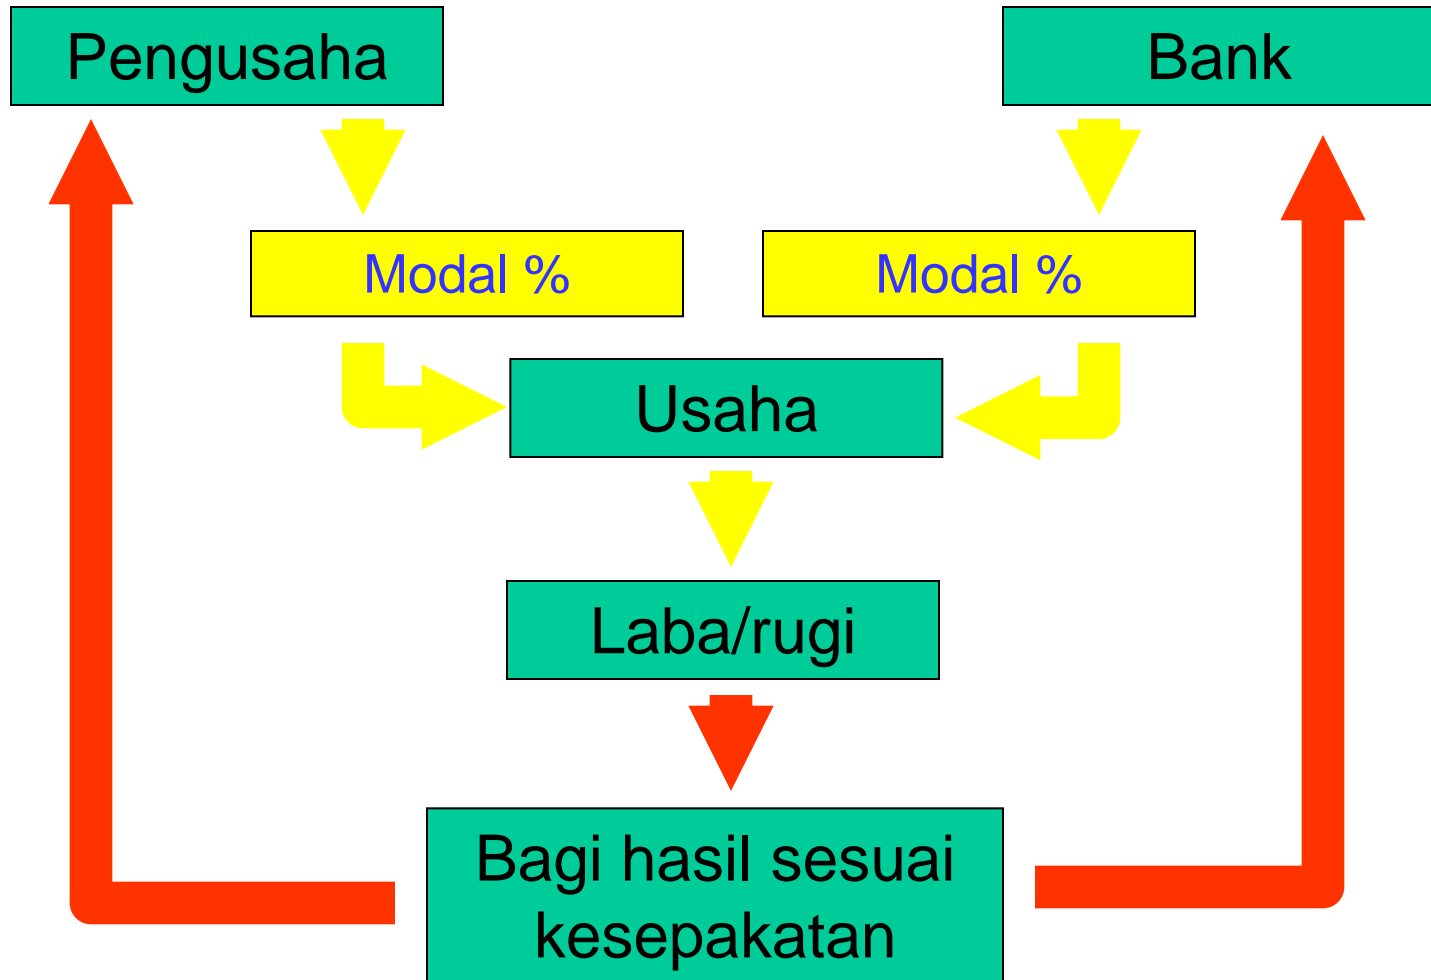 Pengusaha
Bank
Modal %
Modal %
Usaha
Laba/rugi
Bagi hasil sesuai
kesepakatan